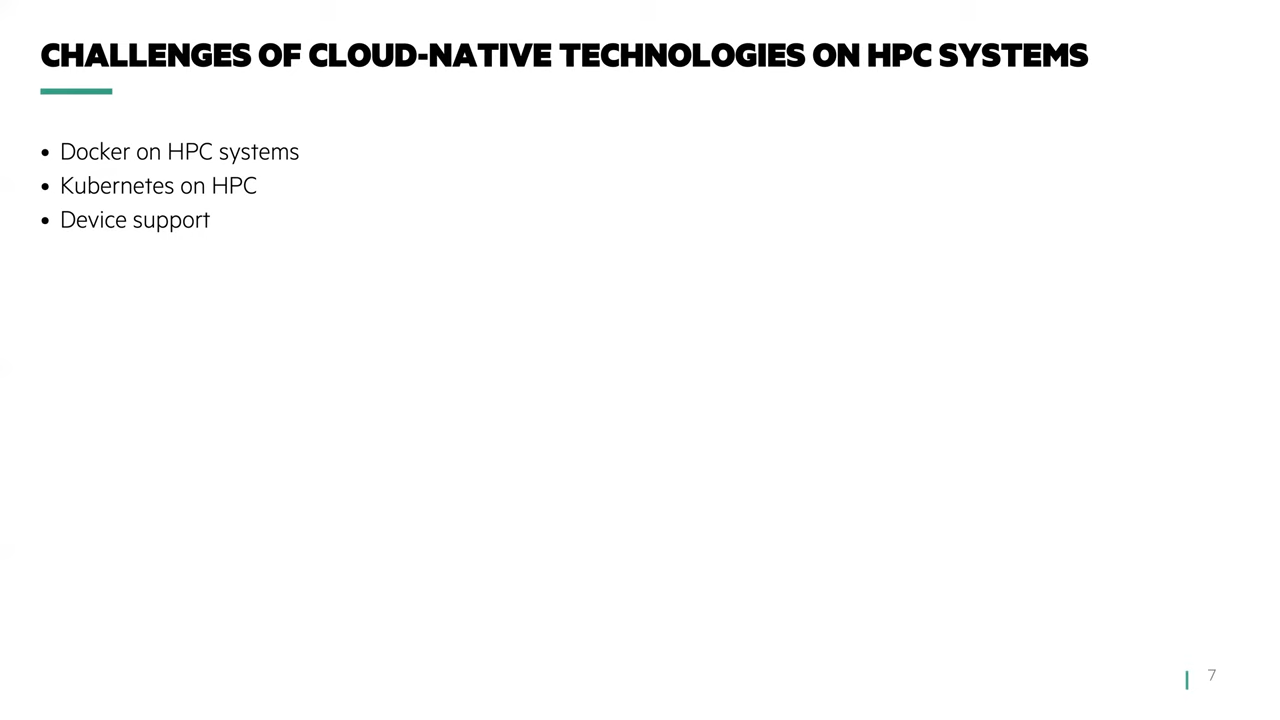 CHALLENGES OF CLOUD-NATIVE TECHNOLOGIES ON HPC SYSTEMS
• Docker on HPC systems
• Kubernetes on HPC
• Device support
7